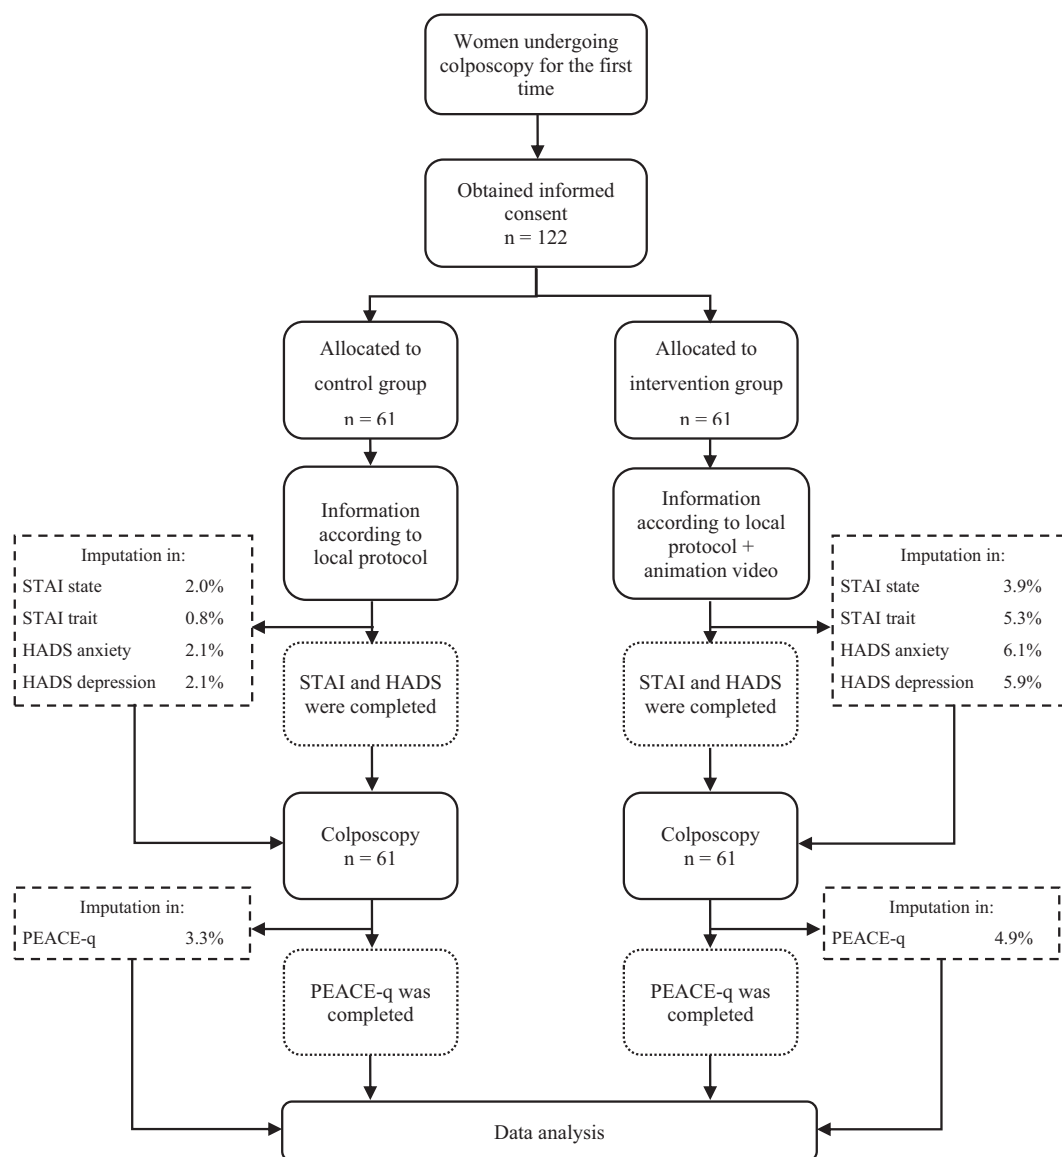 Women undergoing
colposcopy for the first
time
Obtained informed
consent
n = 122
Allocated to
control group
n = 61
Allocated to
intervention group
n = 61
Information
according to
local protocol
Information
according to local
protocol +
animation video
Imputation in:
STAI state 2.0%
STAI trait 0.8%
HADS anxiety 2.1%
HADS depression 2.1%
Imputation in:
STAI state 3.9%
STAI trait 5.3%
HADS anxiety 6.1%
HADS depression 5.9%
STAI and HADS
were completed
STAI and HADS
were completed
Colposcopy
n = 61
Colposcopy
n = 61
Imputation in:
PEACE-q 3.3%
Imputation in:
PEACE-q 4.9%
PEACE-q was
completed
PEACE-q was
completed
Data analysis